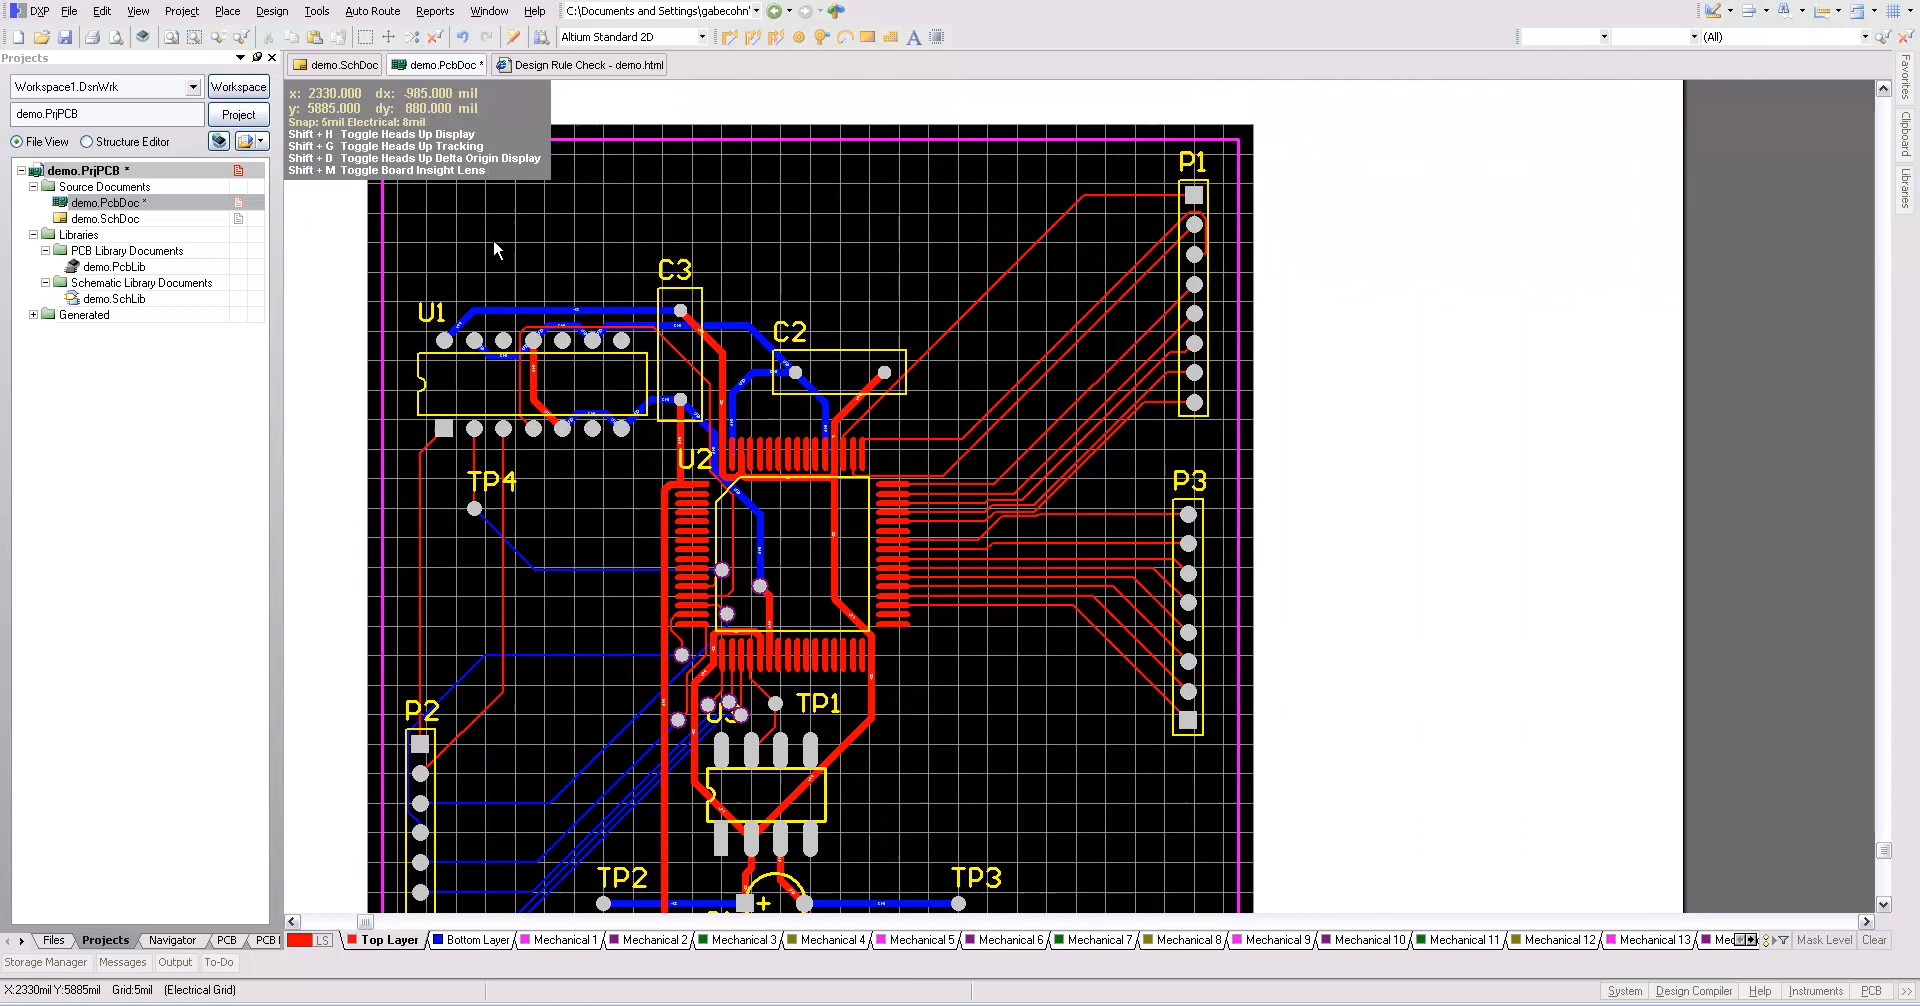 DXP File Edit View Project Place Design Tools Auto Route Reports Window Help C:\Documents and Settings\gabecohn'
Altium Standard 2D (All)
Projects
demo.SchDoc demo.PcbDoc * Design Rule Check - demo.html
Workspace1.DsnWrk Workspace
demo.PrjPCB Project
File View Structure Editor
demo.PrjPCB *
Source Documents
demo.PcbDoc *
demo.SchDoc
Libraries
PCB Library Documents
demo.PcbLib
Schematic Library Documents
demo.SchLib
Generated
x: 2330.000 dx: -985.000 mil
y: 5885.000 dy: 880.000 mil
Snap: 5mil Electrical: 8mil
Shift + H Toggle Heads Up Display
Shift + G Toggle Heads Up Tracking
Shift + D Toggle Heads Up Delta Origin Display
Shift + M Toggle Board Insight Lens
P1
C3
U1
C2
U2
TP4
P3
TP1
P2
TP2
TP3
+
Favorites
Clipboard
Libraries
Files Projects Navigator PCB PCB I LS Top Layer Bottom Layer Mechanical 1 Mechanical 2 Mechanical 3 Mechanical 4 Mechanical 5 Mechanical 6 Mechanical 7 Mechanical 8 Mechanical 9 Mechanical 10 Mechanical 11 Mechanical 12 Mechanical 13 Mec Mask Level Clear
Storage Manager Messages Output To-Do
X:2330mil Y:5885mil Grid:5mil (Electrical Grid) System Design Compiler Help Instruments PCB >>